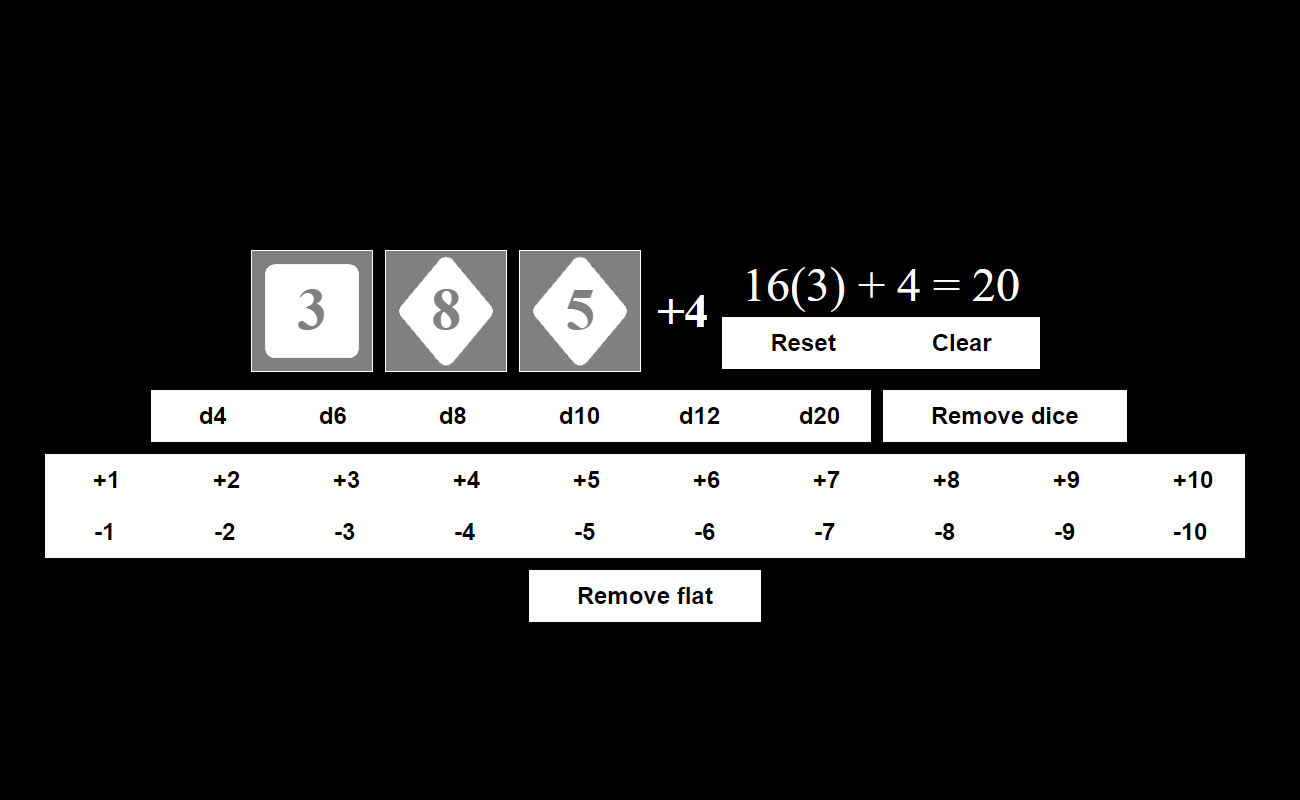 3 8 5 +4 16(3) + 4 = 20
Reset Clear
d4 d6 d8 d10 d12 d20 Remove dice
+1 +2 +3 +4 +5 +6 +7 +8 +9 +10
-1 -2 -3 -4 -5 -6 -7 -8 -9 -10
Remove flat